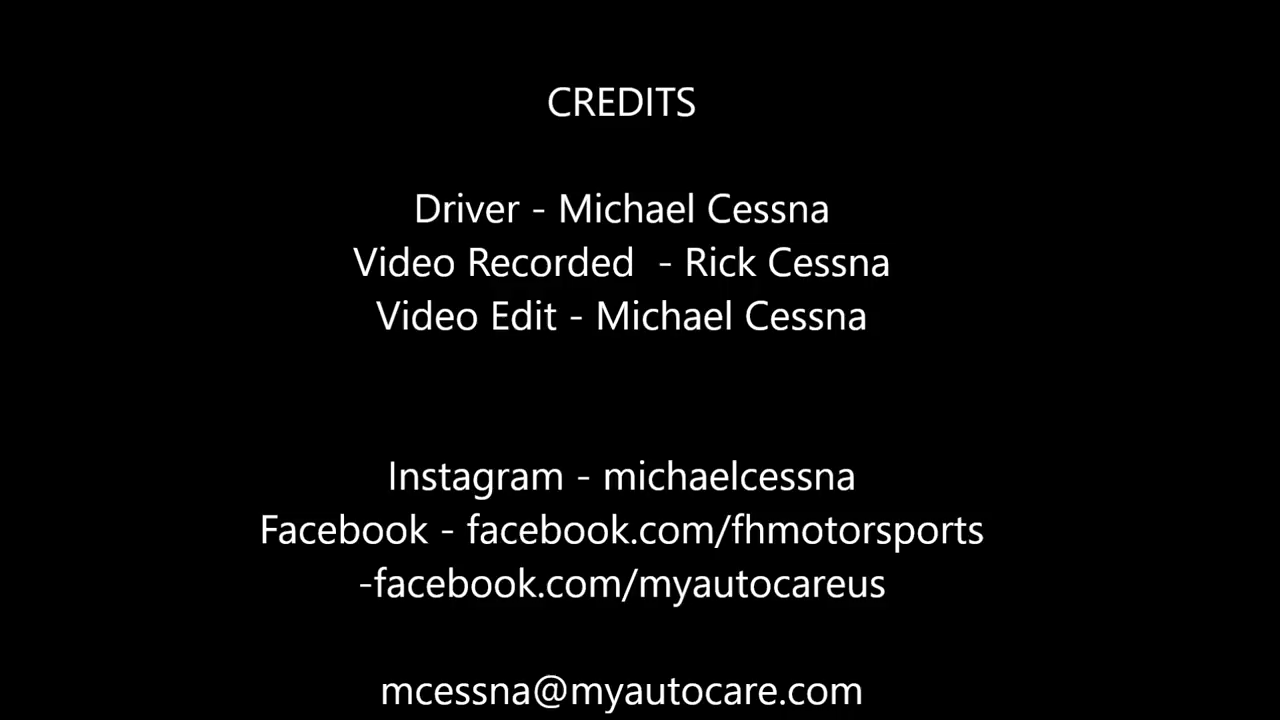 CREDITS
Driver - Michael Cessna
Video Recorded  - Rick Cessna
Video Edit - Michael Cessna
Instagram - michaelcessna
Facebook - facebook.com/fhmotorsports
-facebook.com/myautocareus
mcessna@myautocare.com